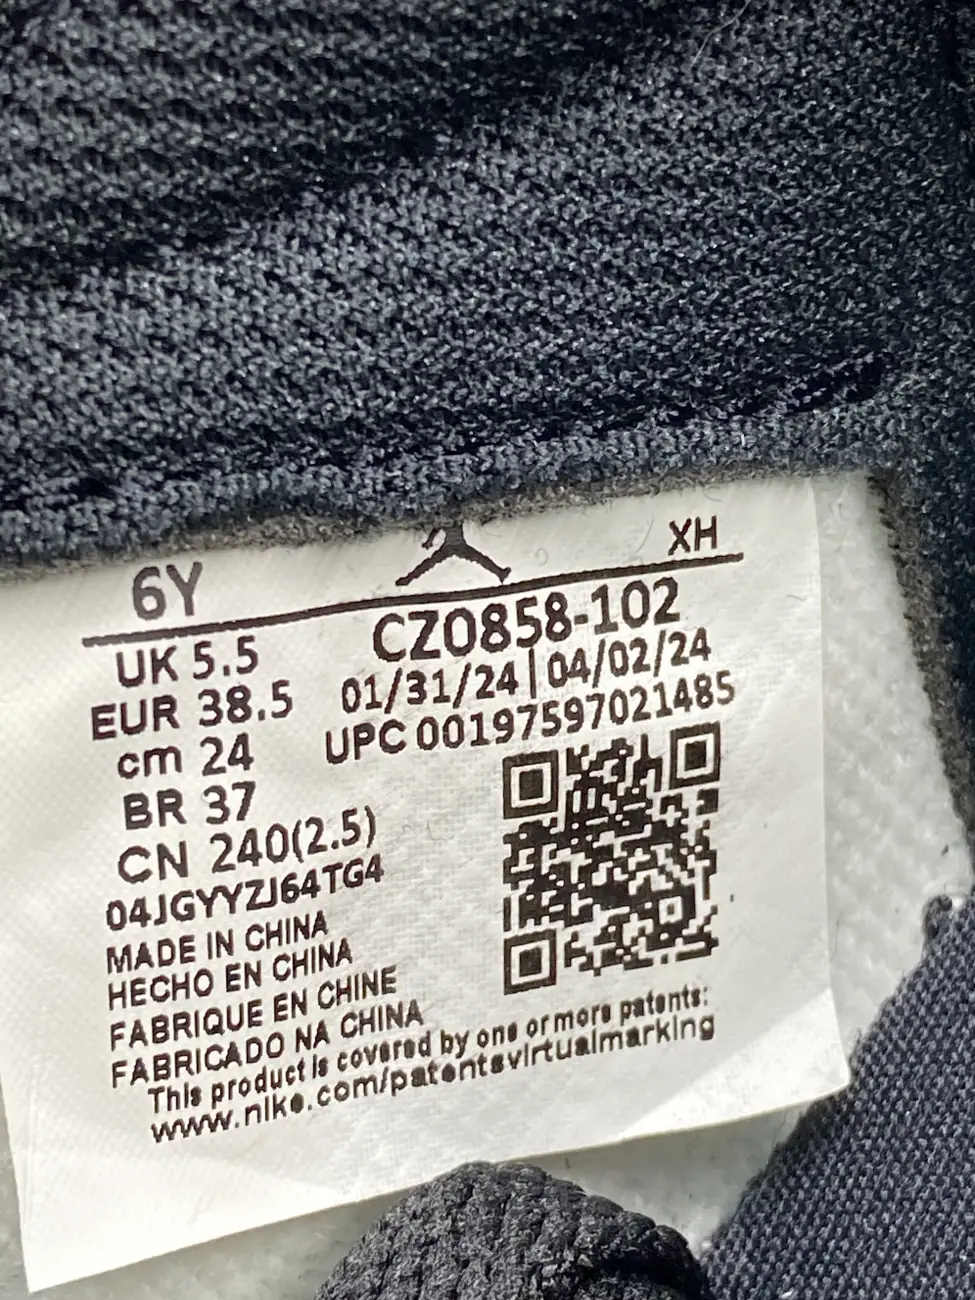 6Y XH
UK 5.5 CZ0858-102
EUR 38.5 01/31/24 | 04/02/24
cm 24 UPC 00197597021485
BR 37
CN 240(2.5)
04JGYYZJ64TG4
MADE IN CHINA
HECHO EN CHINA
FABRIQUE EN CHINE
FABRICADO NA CHINA
This product is covered by one or more patents:
www.nike.com/patentsvirtualmarking